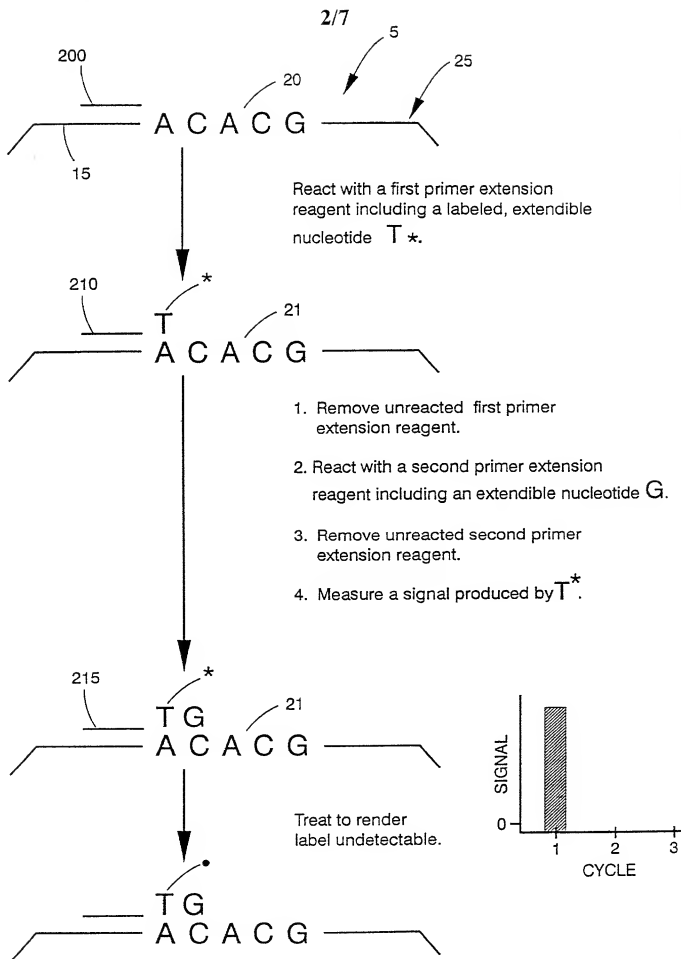 2/7
5
200
20
25
A C A C G
15
React with a first primer extension
reagent including a labeled, extendible
nucleotide T *.
210
*
21
T
A C A C G
1. Remove unreacted first primer
extension reagent.
2. React with a second primer extension
reagent including an extendible nucleotide G.
3. Remove unreacted second primer
extension reagent.
4. Measure a signal produced by T*.
215
*
21
T G
A C A C G
SIGNAL
0
1 2 3
CYCLE
Treat to render
label undetectable.
T G
A C A C G